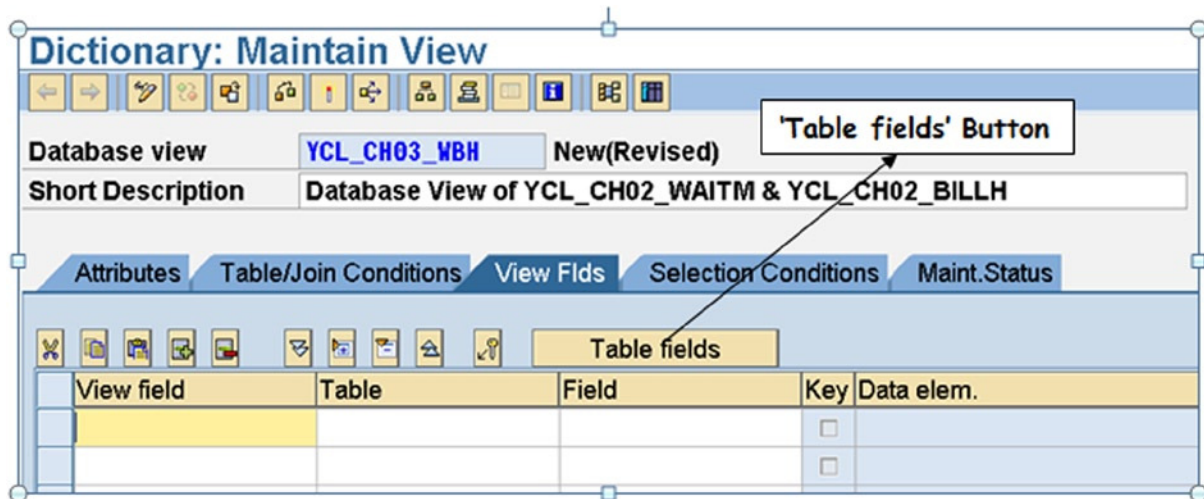 Dictionary: Maintain View
'Table fields' Button
Database view YCL_CH03_WBH New(Revised)
Short Description Database View of YCL_CH02_WAITM & YCL_CH02_BILLH
Attributes Table/Join Conditions View Flds Selection Conditions Maint.Status
Table fields
View field Table Field Key Data elem.